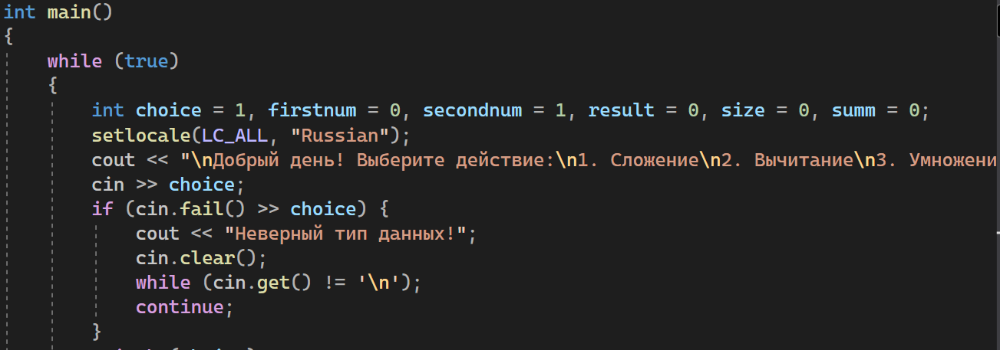 int main()
{
while (true)
{
int choice = 1, firstnum = 0, secondnum = 1, result = 0, size = 0, summ = 0;
setlocale(LC_ALL, "Russian");
cout << "\nДобрый день! Выберите действие:\n1. Сложение\n2. Вычитание\n3. Умножени
cin >> choice;
if (cin.fail() >> choice) {
cout << "Неверный тип данных!";
cin.clear();
while (cin.get() != '\n');
continue;
}